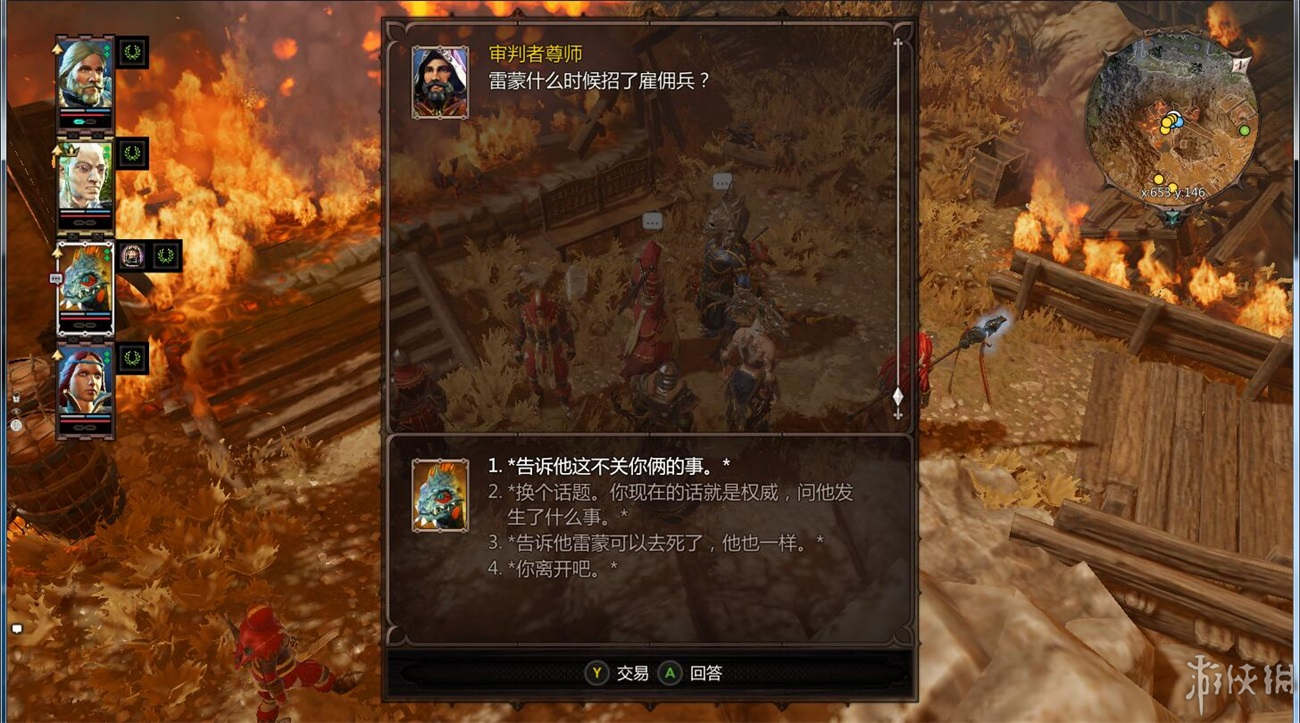 审判者尊师
雷蒙什么时候招了雇佣兵？
x:653 y:146
1. *告诉他这不关你俩的事。*
2. *换个话题。你现在的话就是权威，问他发
生了什么事。*
3. *告诉他雷蒙可以去死了，他也一样。*
4. *你离开吧。*
Y 交易 A 回答
游侠网